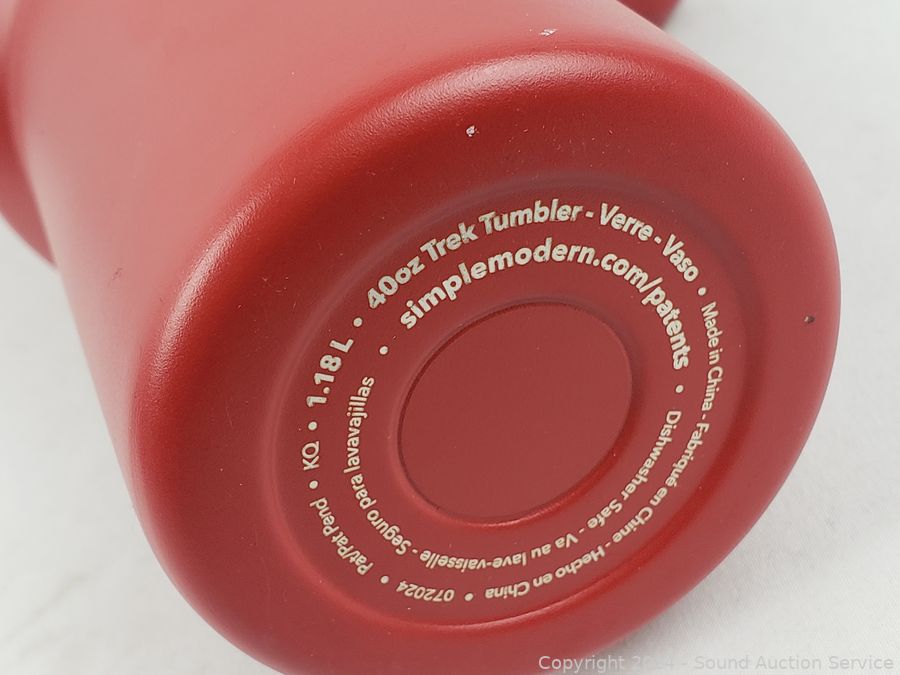 40oz Trek Tumbler - Verre - Vaso • Made in China - Fabriqué en Chine - Hecho en China • 072024 • Pat/Pat Pend • KQ • 1.18 L •
simplemodern.com/patents • Dishwasher Safe - Va au lave-vaisselle - Seguro para lavavajillas •
Copyright 2024 - Sound Auction Service